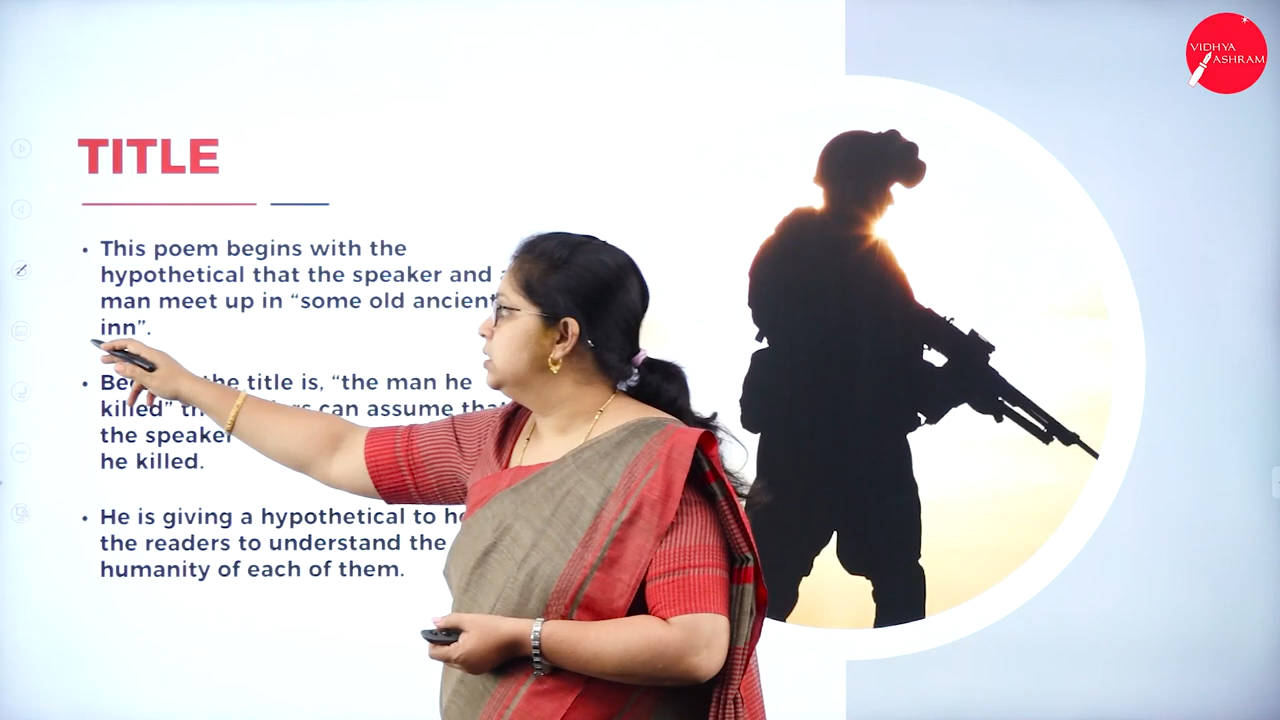 VIDHYA
ASHRAM
TITLE
• This poem begins with the
hypothetical that the speaker and
man meet up in “some old ancient
inn”.
• the title is, “the man he
killed” can assume that
the speaker
he killed.
• He is giving a hypothetical to
the readers to understand the
humanity of each of them.